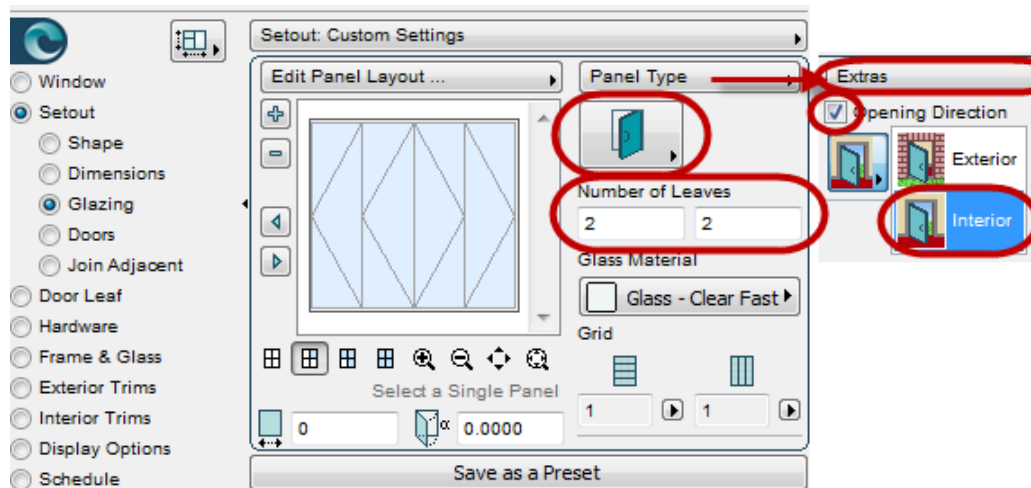 Setout: Custom Settings
Window
Setout
Shape
Dimensions
Glazing
Doors
Join Adjacent
Door Leaf
Hardware
Frame & Glass
Exterior Trims
Interior Trims
Display Options
Schedule
Edit Panel Layout ...
Select a Single Panel
0
α 0.0000
Panel Type
Number of Leaves
2 2
Glass Material
Glass - Clear Fast
Grid
1 1
Save as a Preset
Extras
Opening Direction
Exterior
Interior